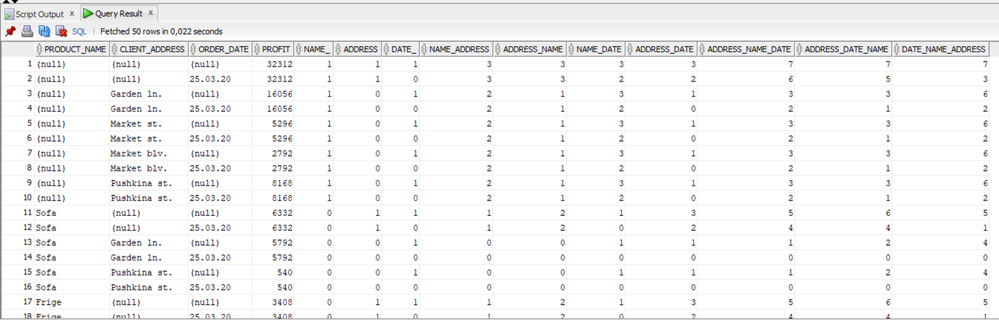 Script Output x Query Result x
SQL | Fetched 50 rows in 0,022 seconds
PRODUCT_NAME CLIENT_ADDRESS ORDER_DATE PROFIT NAME_ ADDRESS DATE_ NAME_ADDRESS ADDRESS_NAME NAME_DATE ADDRESS_DATE ADDRESS_NAME_DATE ADDRESS_DATE_NAME DATE_NAME_ADDRESS
1 (null) (null) (null) 32312 1 1 1 3 3 3 3 7 7 7
2 (null) (null) 25.03.20 32312 1 1 0 3 3 2 2 6 5 3
3 (null) Garden ln. (null) 16056 1 0 1 2 1 3 1 3 3 6
4 (null) Garden ln. 25.03.20 16056 1 0 0 2 1 2 0 2 1 2
5 (null) Market st. (null) 5296 1 0 1 2 1 3 1 3 3 6
6 (null) Market st. 25.03.20 5296 1 0 0 2 1 2 0 2 1 2
7 (null) Market blv. (null) 2792 1 0 1 2 1 3 1 3 3 6
8 (null) Market blv. 25.03.20 2792 1 0 0 2 1 2 0 2 1 2
9 (null) Pushkina st. (null) 8168 1 0 1 2 1 3 1 3 3 6
10 (null) Pushkina st. 25.03.20 8168 1 0 0 2 1 2 0 2 1 2
11 Sofa (null) (null) 6332 0 1 1 1 2 1 3 5 6 5
12 Sofa (null) 25.03.20 6332 0 1 0 1 2 0 2 4 4 1
13 Sofa Garden ln. (null) 5792 0 0 1 0 0 1 1 1 2 4
14 Sofa Garden ln. 25.03.20 5792 0 0 0 0 0 0 0 0 0 0
15 Sofa Pushkina st. (null) 540 0 0 1 0 0 1 1 1 2 4
16 Sofa Pushkina st. 25.03.20 540 0 0 0 0 0 0 0 0 0 0
17 Frige (null) (null) 3408 0 1 1 1 2 1 3 5 6 5
18 Frige (null) 25.03.20 3408 0 1 0 1 2 0 2 4 4 1